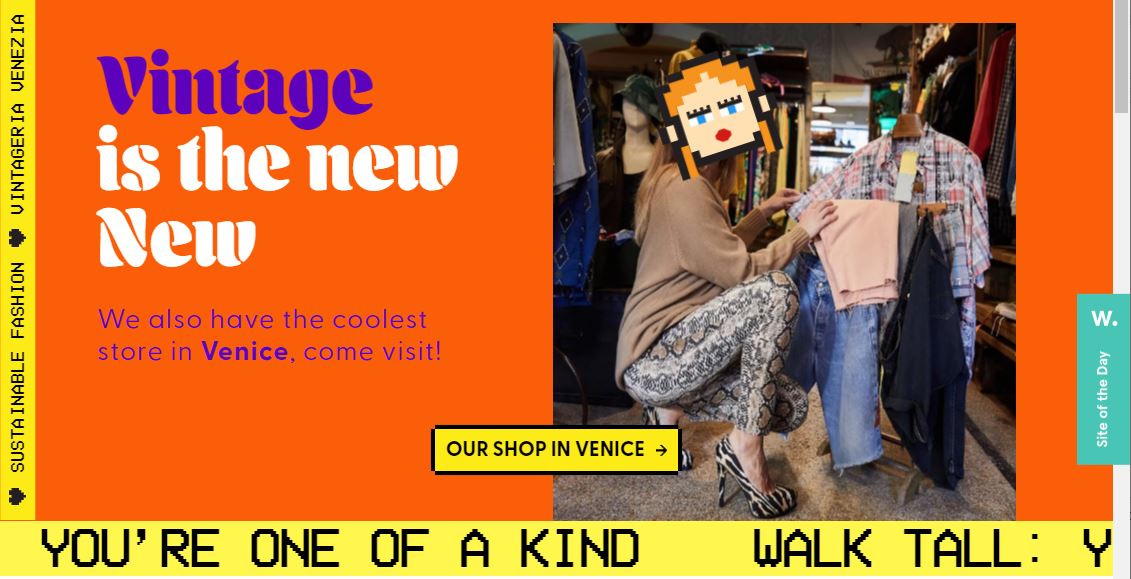 SUSTAINABLE FASHION VINTAGERIA VENEZIA
Vintage
is the new
New
We also have the coolest
store in Venice, come visit!
OUR SHOP IN VENICE →
W.
Site of the Day
YOU'RE ONE OF A KIND WALK TALL: Y